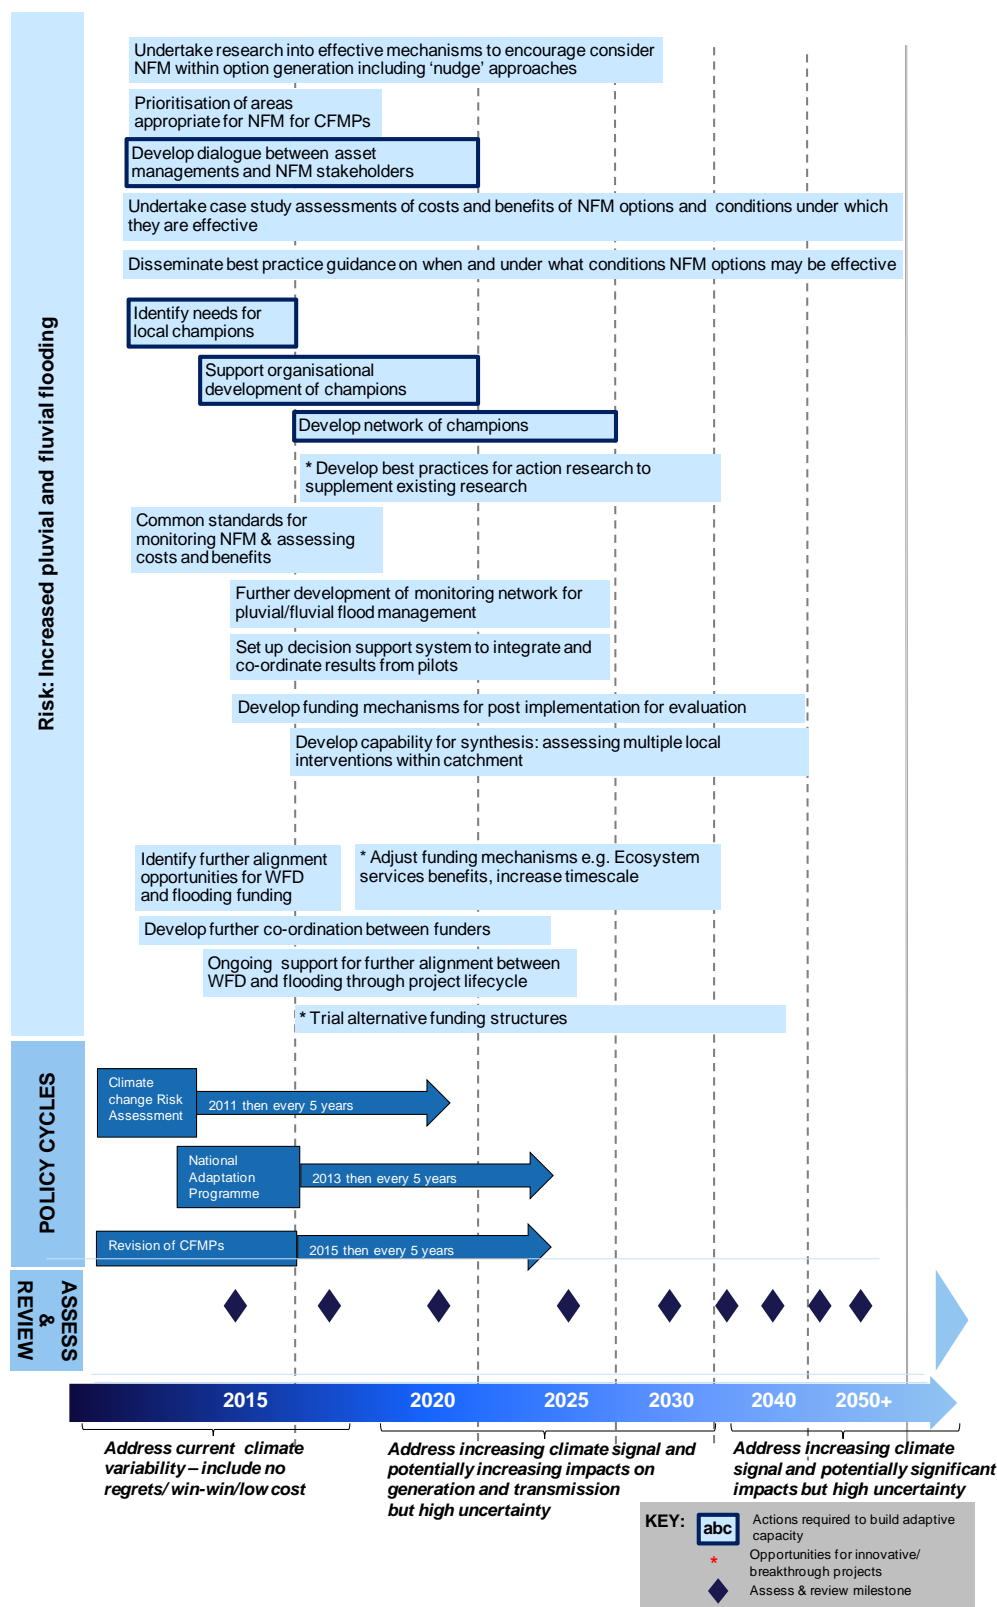 Risk: Increased pluvial and fluvial flooding
Undertake research into effective mechanisms to encourage consider
NFM within option generation including ‘nudge’ approaches
Prioritisation of areas
appropriate for NFM for CFMPs
Develop dialogue between asset
managements and NFM stakeholders
Undertake case study assessments of costs and benefits of NFM options and conditions under which
they are effective
Disseminate best practice guidance on when and under what conditions NFM options may be effective
Identify needs for
local champions
Support organisational
development of champions
Develop network of champions
* Develop best practices for action research to
supplement existing research
Common standards for
monitoring NFM & assessing
costs and benefits
Further development of monitoring network for
pluvial/fluvial flood management
Set up decision support system to integrate and
co-ordinate results from pilots
Develop funding mechanisms for post implementation for evaluation
Develop capability for synthesis: assessing multiple local
interventions within catchment
Identify further alignment
opportunities for WFD
and flooding funding
* Adjust funding mechanisms e.g. Ecosystem
services benefits, increase timescale
Develop further co-ordination between funders
Ongoing support for further alignment between
WFD and flooding through project lifecycle
* Trial alternative funding structures
POLICY CYCLES
Climate
change Risk
Assessment
2011 then every 5 years
National
Adaptation
Programme
2013 then every 5 years
Revision of CFMPs
2015 then every 5 years
ASSESS
&
REVIEW
2015
2020
2025
2030
2040
2050+
Address current climate
variability – include no
regrets/ win-win/low cost
Address increasing climate signal and
potentially increasing impacts on
generation and transmission
but high uncertainty
Address increasing climate
signal and potentially significant
impacts but high uncertainty
KEY:
abc
Actions required to build adaptive
capacity
*
Opportunities for innovative/
breakthrough projects
Assess & review milestone